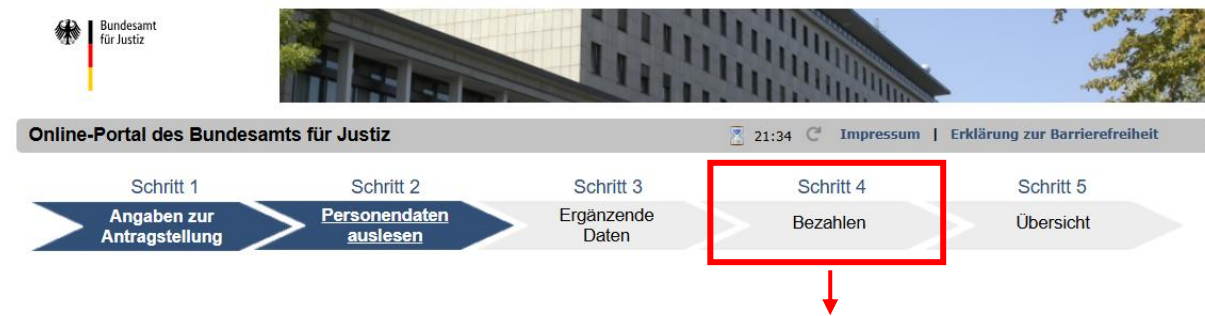 Bundesamt
für Justiz
Online-Portal des Bundesamts für Justiz
21:34 Impressum | Erklärung zur Barrierefreiheit
Schritt 1
Angaben zur
Antragstellung
Schritt 2
Personendaten
auslesen
Schritt 3
Ergänzende
Daten
Schritt 4
Bezahlen
Schritt 5
Übersicht